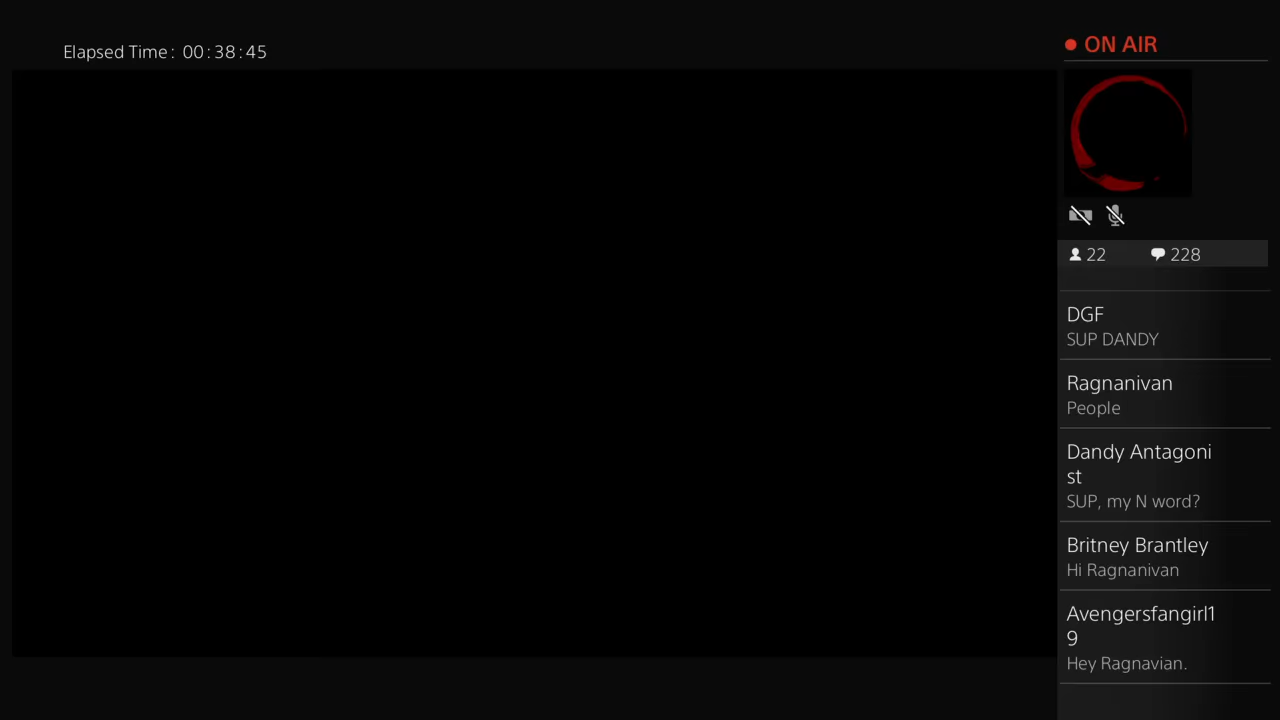 Elapsed Time: 00:38:45
ON AIR
22 228
DGF
SUP DANDY
Ragnanivan
People
Dandy Antagoni
st
SUP, my N word?
Britney Brantley
Hi Ragnanivan
Avengersfangirl1
9
Hey Ragnavian.